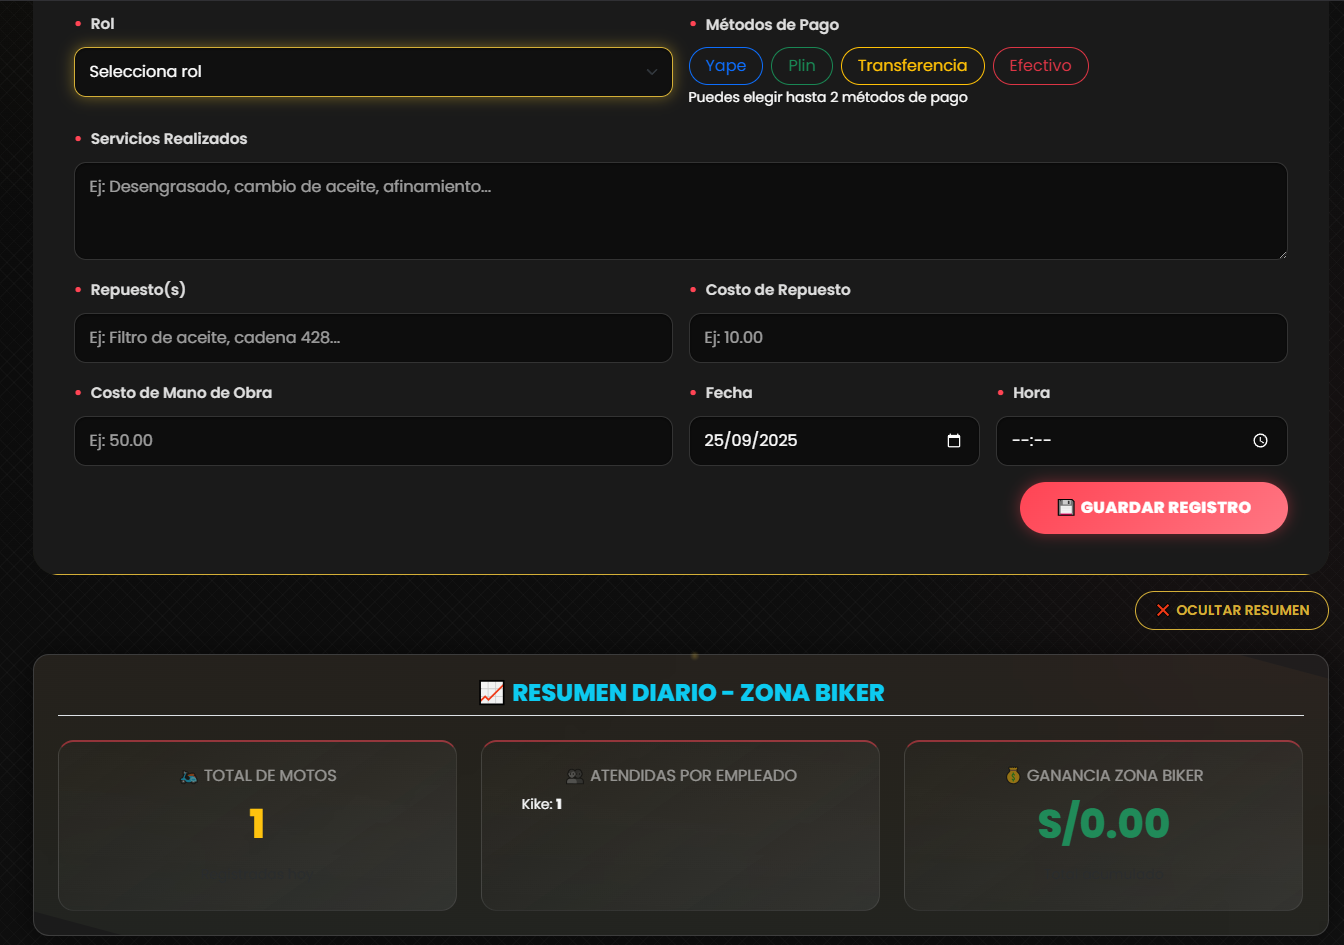 Rol
Métodos de Pago
Selecciona rol
Yape Plin Transferencia Efectivo
Puedes elegir hasta 2 métodos de pago
Servicios Realizados
Ej: Desengrasado, cambio de aceite, afinamiento...
Repuesto(s)
Costo de Repuesto
Ej: Filtro de aceite, cadena 428...
Ej: 10.00
Costo de Mano de Obra
Fecha
Hora
Ej: 50.00
25/09/2025
--:--
GUARDAR REGISTRO
OCULTAR RESUMEN
RESUMEN DIARIO - ZONA BIKER
TOTAL DE MOTOS
1
ATENDIDAS POR EMPLEADO
Kike: 1
GANANCIA ZONA BIKER
S/0.00